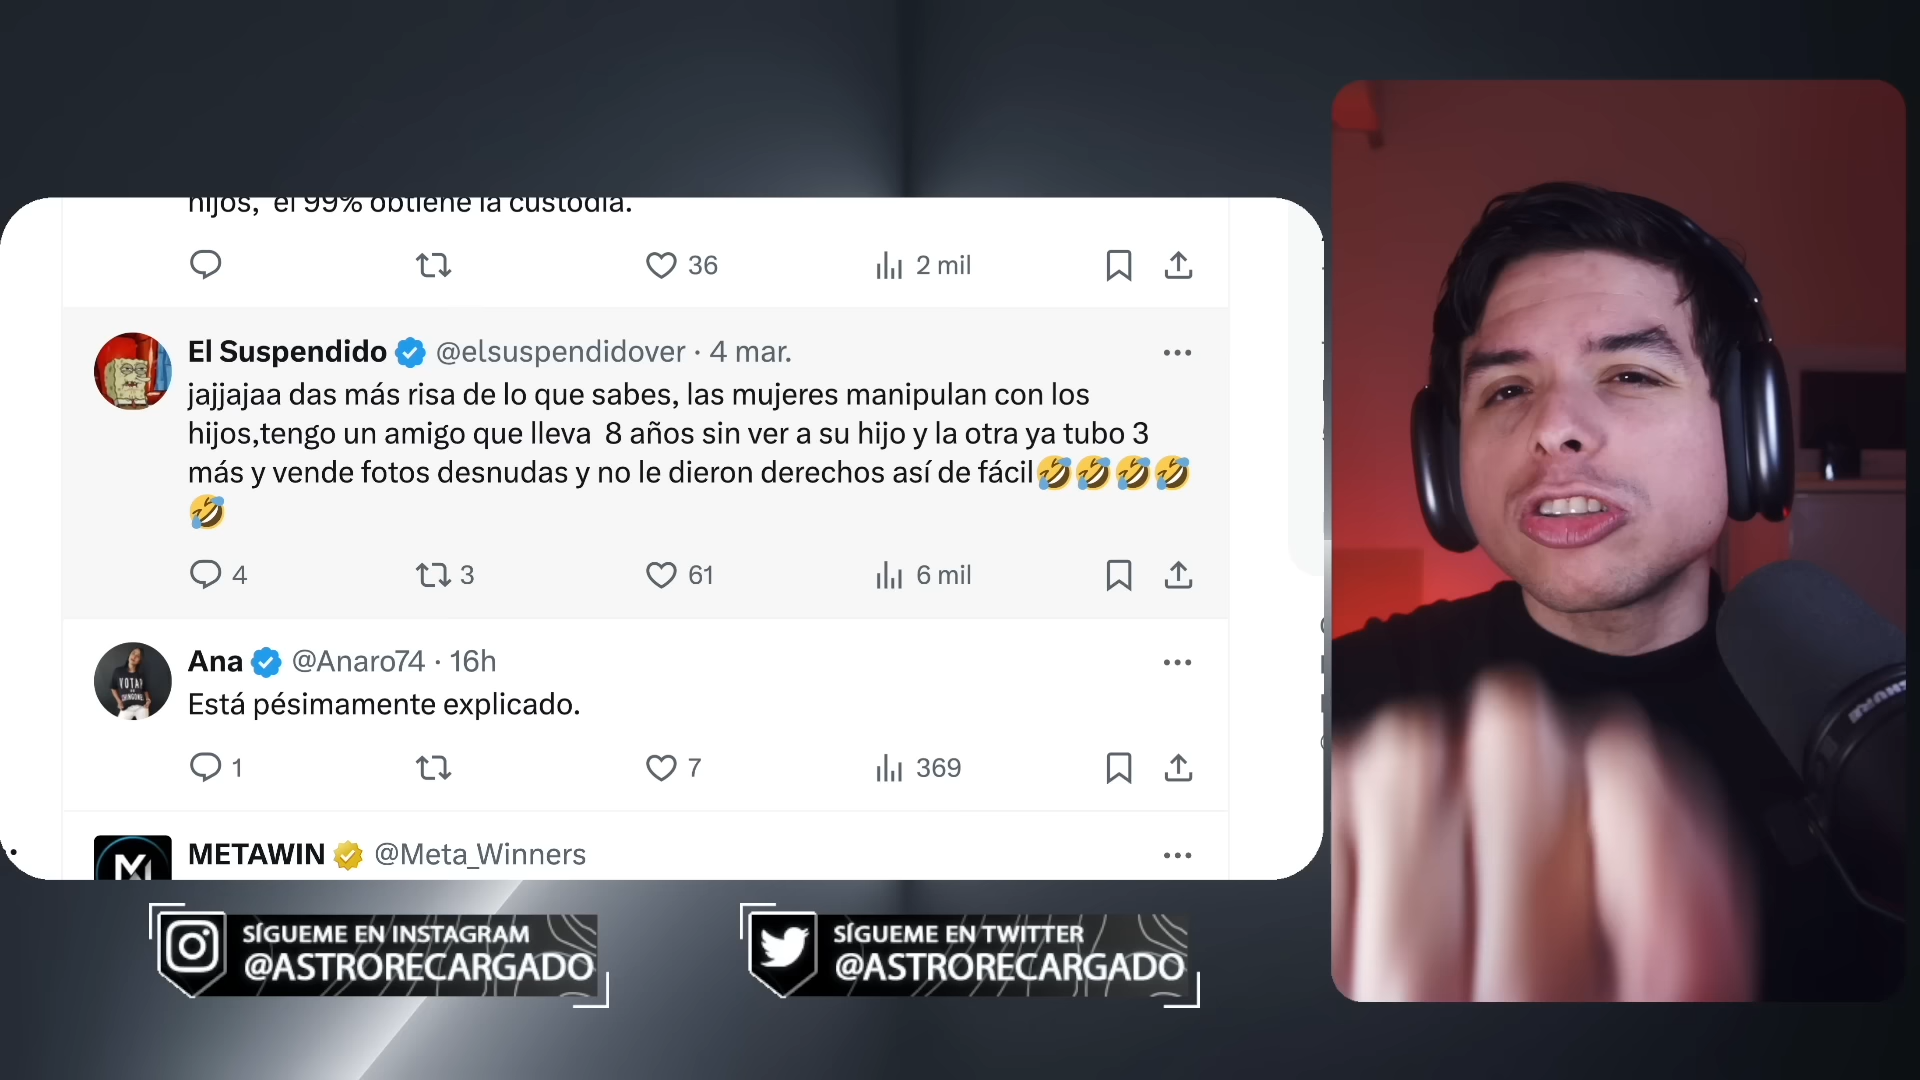 hijos, el 99% obtiene la custodia.
36
2 mil
El Suspendido @elsuspendidover · 4 mar.
jajjajaa das más risa de lo que sabes, las mujeres manipulan con los
hijos,tengo un amigo que lleva 8 años sin ver a su hijo y la otra ya tubo 3
más y vende fotos desnudas y no le dieron derechos así de fácil🤣🤣🤣🤣
🤣
4
3
61
6 mil
Ana @Anaro74 · 16h
Está pésimamente explicado.
1
7
369
METAWIN @Meta_Winners
SÍGUEME EN INSTAGRAM
@ASTRORECARGADO
SÍGUEME EN TWITTER
@ASTRORECARGADO